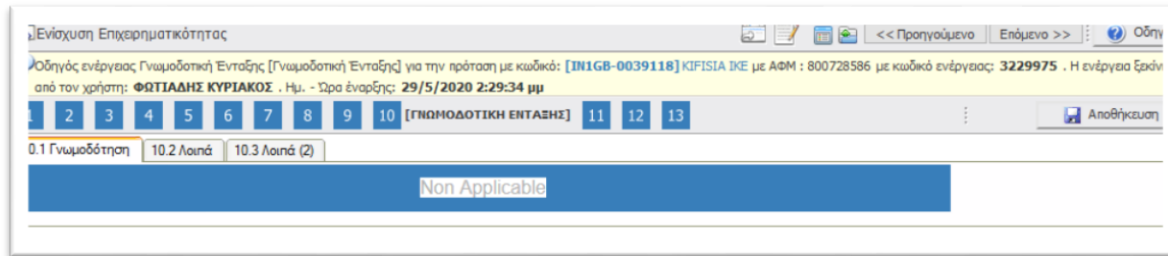 Ενίσχυση Επιχειρηματικότητας << Προηγούμενο Επόμενο >>
Οδηγός ενέργειας Γνωμοδοτική Ένταξης [Γνωμοδοτική Ένταξης] για την πρόταση με κωδικό: [IN1GB-0039118] KIFISIA IKE με ΑΦΜ : 800728586 με κωδικό ενέργειας: 3229975 . Η ενέργεια
από τον χρήστη: ΦΩΤΙΑΔΗΣ ΚΥΡΙΑΚΟΣ . Ημ. - Ώρα έναρξης: 29/5/2020 2:29:34 μμ
1 2 3 4 5 6 7 8 9 10 [ΓΝΩΜΟΔΟΤΙΚΗ ΕΝΤΑΞΗΣ] 11 12 13 Αποθήκευση
0.1 Γνωμοδότηση 10.2 Λοιπά 10.3 Λοιπά (2)
Non Applicable